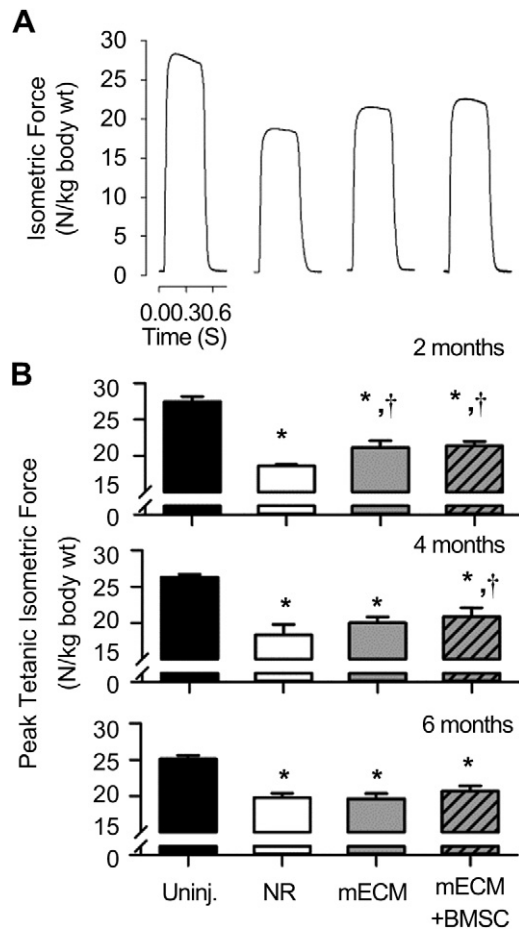 A
Isometric Force
(N/kg body wt)
30
25
20
15
10
5
0
0.00.30.6
Time (S)
B
Peak Tetanic Isometric Force
(N/kg body wt)
2 months
30
25
20
15
0
*
*,†
*,†
4 months
30
25
20
15
0
*
*
*,†
6 months
30
25
20
15
0
*
*
*
Uninj.
NR
mECM
mECM
+BMSC